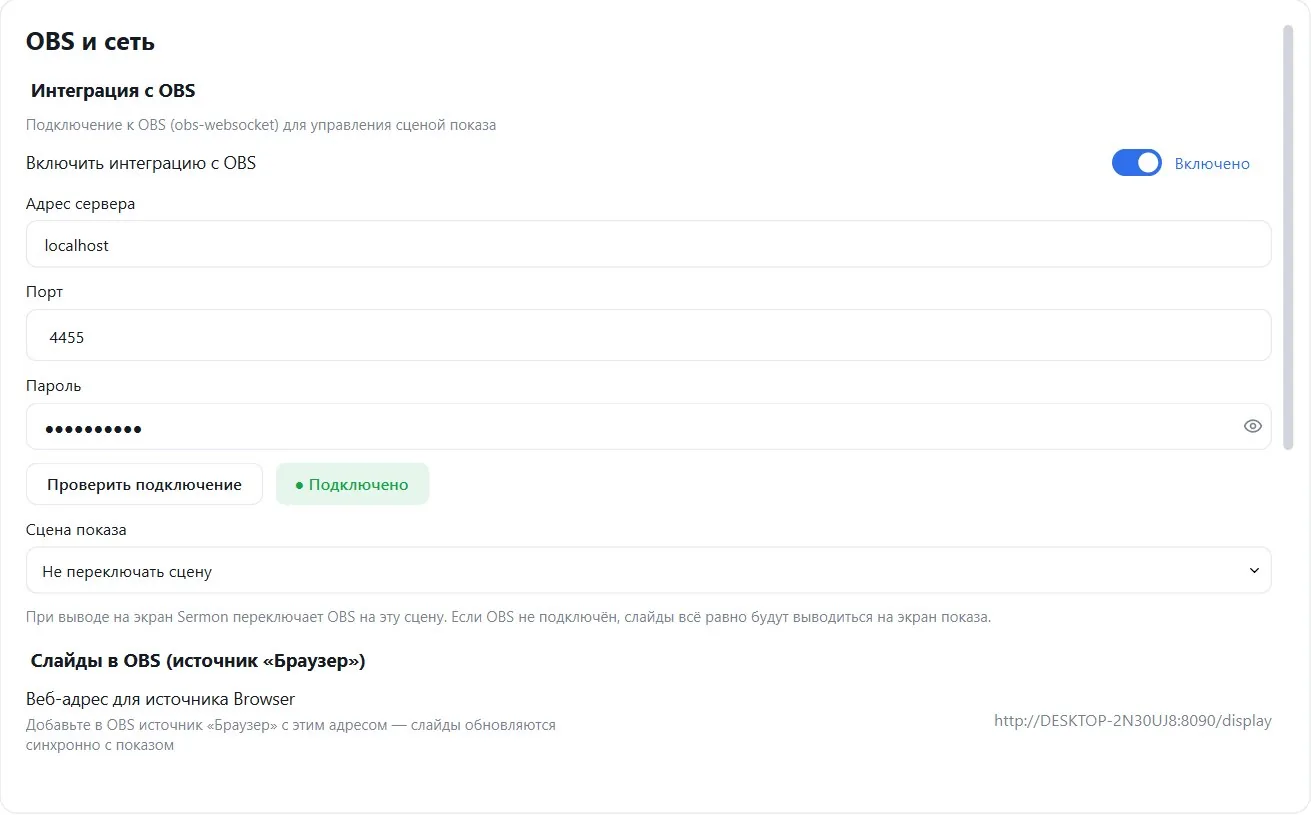 OBS и сеть
Интеграция с OBS
Подключение к OBS (obs-websocket) для управления сценой показа
Включить интеграцию с OBS
Включено
Адрес сервера
localhost
Порт
4455
Пароль
••••••••••
Проверить подключение
● Подключено
Сцена показа
Не переключать сцену
При выводе на экран Sermon переключает OBS на эту сцену. Если OBS не подключён, слайды всё равно будут выводиться на экран показа.
Слайды в OBS (источник «Браузер»)
Веб-адрес для источника Browser
Добавьте в OBS источник «Браузер» с этим адресом — слайды обновляются
синхронно с показом
http://DESKTOP-2N30UJ8:8090/display